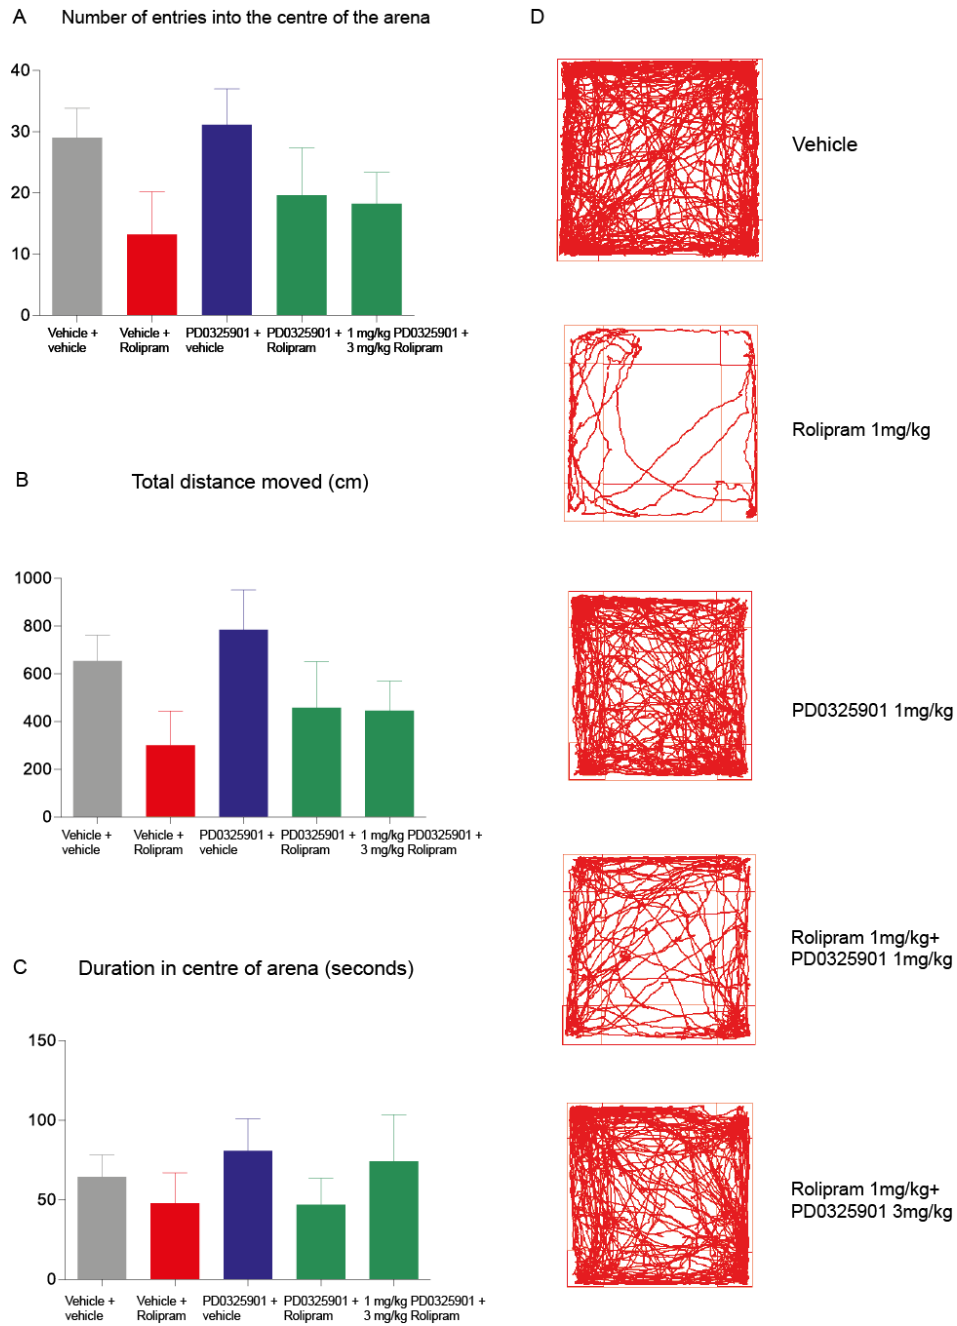 A Number of entries into the centre of the arena
40
30
20
10
0
Vehicle +
vehicle
Vehicle +
Rolipram
PD0325901 +
vehicle
PD0325901 +
Rolipram
1 mg/kg PD0325901 +
3 mg/kg Rolipram
B Total distance moved (cm)
1000
800
600
400
200
0
Vehicle +
vehicle
Vehicle +
Rolipram
PD0325901 +
vehicle
PD0325901 +
Rolipram
1 mg/kg PD0325901 +
3 mg/kg Rolipram
C Duration in centre of arena (seconds)
150
100
50
0
Vehicle +
vehicle
Vehicle +
Rolipram
PD0325901 +
vehicle
PD0325901 +
Rolipram
1 mg/kg PD0325901 +
3 mg/kg Rolipram
D
Vehicle
Rolipram 1mg/kg
PD0325901 1mg/kg
Rolipram 1mg/kg+
PD0325901 1mg/kg
Rolipram 1mg/kg+
PD0325901 3mg/kg